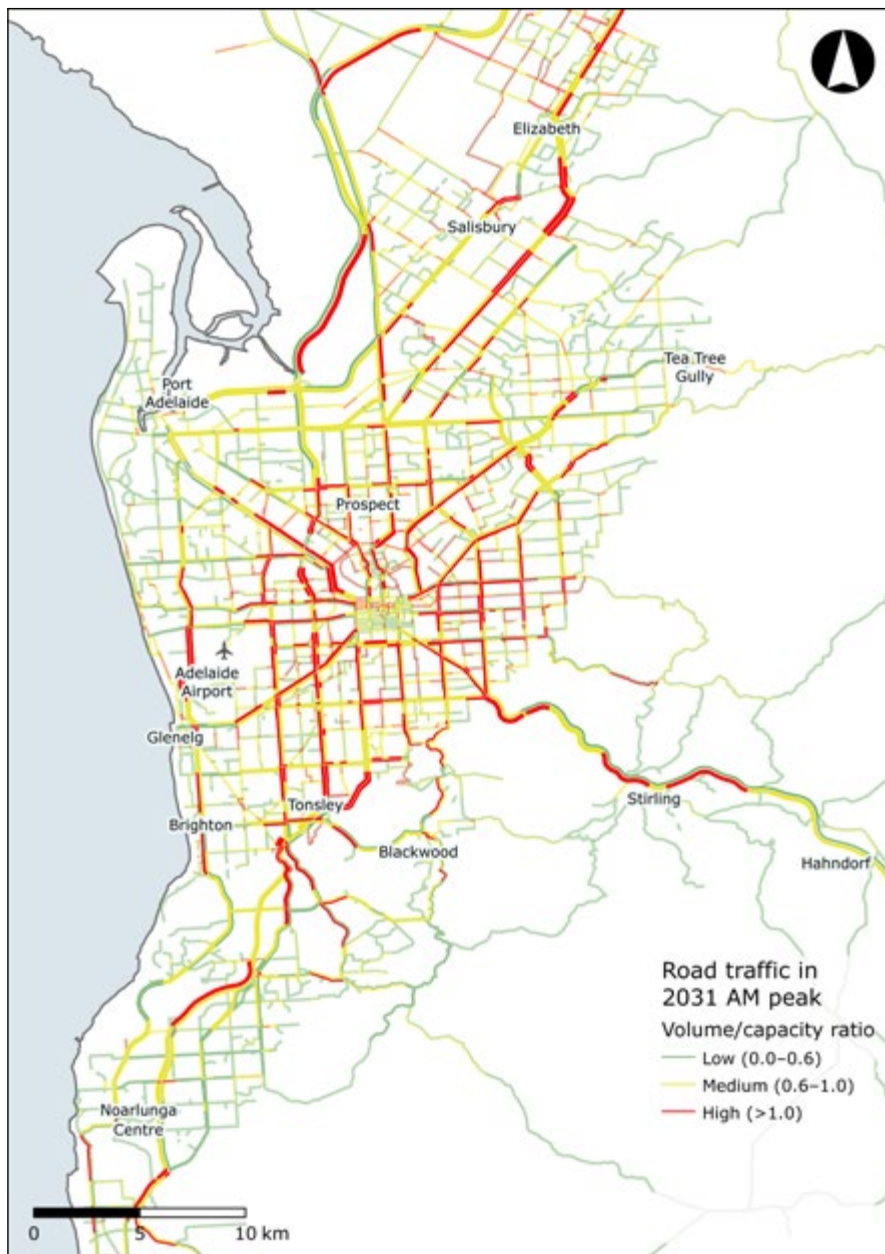 Elizabeth
Salisbury
Tea Tree
Gully
Port
Adelaide
Prospect
Adelaide
Airport
Glenelg
Tonsley
Brighton
Stirling
Blackwood
Hahndorf
Road traffic in
2031 AM peak
Volume/capacity ratio
Low (0.0–0.6)
Medium (0.6–1.0)
High (>1.0)
Noarlunga
Centre
0 5 10 km